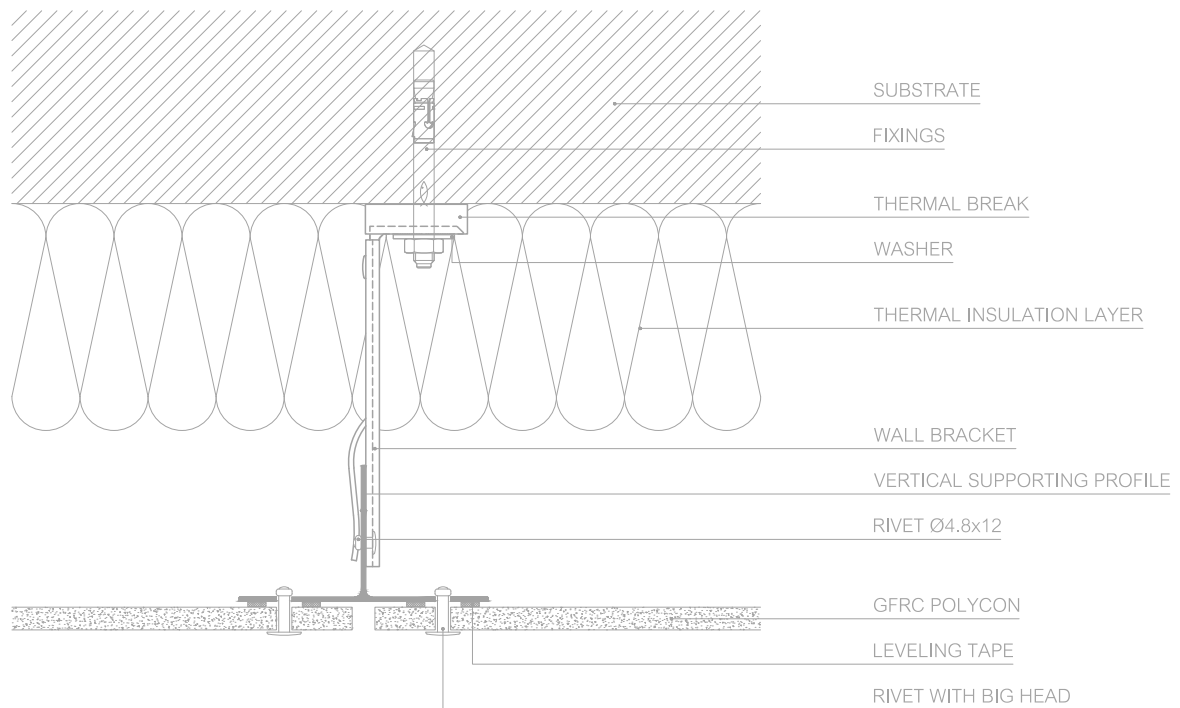 SUBSTRATE
FIXINGS
THERMAL BREAK
WASHER
THERMAL INSULATION LAYER
WALL BRACKET
VERTICAL SUPPORTING PROFILE
RIVET Ø4.8x12
GFRC POLYCON
LEVELING TAPE
RIVET WITH BIG HEAD